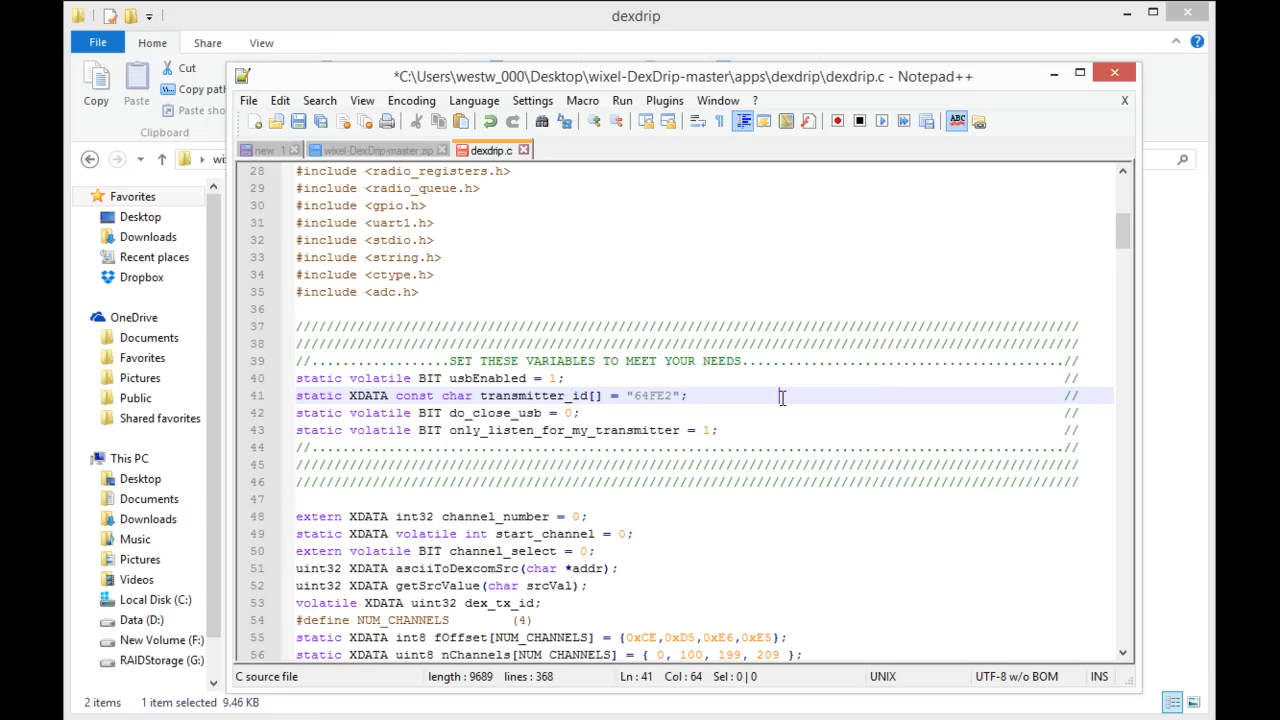 dexdrip
File Home Share View
Cut
Copy path
Paste sho
Copy Paste
Clipboard
wi
Favorites
Desktop
Downloads
Recent places
Dropbox
OneDrive
Documents
Favorites
Pictures
Public
Shared favorites
This PC
Desktop
Documents
Downloads
Music
Pictures
Videos
Local Disk (C:)
Data (D:)
New Volume (F:)
RAIDStorage (G:)
2 items 1 item selected 9.46 KB
*C:\Users\westw_000\Desktop\wixel-DexDrip-master\apps\dexdrip\dexdrip.c - Notepad++
File Edit Search View Encoding Language Settings Macro Run Plugins Window ? X
new 1 wixel-DexDrip-master.zip dexdrip.c
28 #include <radio_registers.h>
29 #include <radio_queue.h>
30 #include <gpio.h>
31 #include <uart1.h>
32 #include <stdio.h>
33 #include <string.h>
34 #include <ctype.h>
35 #include <adc.h>
36
37 //////////////////////////////////////////////////////////////////////////////////////////////////////
38 //////////////////////////////////////////////////////////////////////////////////////////////////////
39 //..................SET THESE VARIABLES TO MEET YOUR NEEDS..........................................//
40 static volatile BIT usbEnabled = 1; //
41 static XDATA const char transmitter_id[] = "64FE2"; //
42 static volatile BIT do_close_usb = 0; //
43 static volatile BIT only_listen_for_my_transmitter = 1; //
44 //..................................................................................................//
45 //////////////////////////////////////////////////////////////////////////////////////////////////////
46 //////////////////////////////////////////////////////////////////////////////////////////////////////
47
48 extern XDATA int32 channel_number = 0;
49 static XDATA volatile int start_channel = 0;
50 extern volatile BIT channel_select = 0;
51 uint32 XDATA asciiToDexcomSrc(char *addr);
52 uint32 XDATA getSrcValue(char srcVal);
53 volatile XDATA uint32 dex_tx_id;
54 #define NUM_CHANNELS (4)
55 static XDATA int8 fOffset[NUM_CHANNELS] = {0xCE,0xD5,0xE6,0xE5};
56 static XDATA uint8 nChannels[NUM_CHANNELS] = { 0, 100, 199, 209 };
C source file length : 9689 lines : 368 Ln : 41 Col : 64 Sel : 0 | 0 UNIX UTF-8 w/o BOM INS